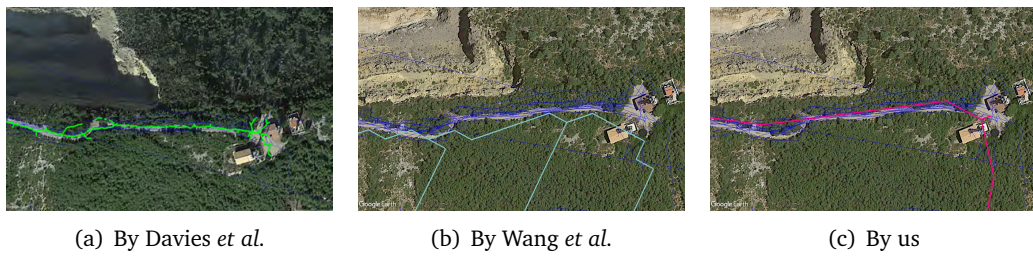 Google Earth
Google Earth
(a) By Davies et al.
(b) By Wang et al.
(c) By us